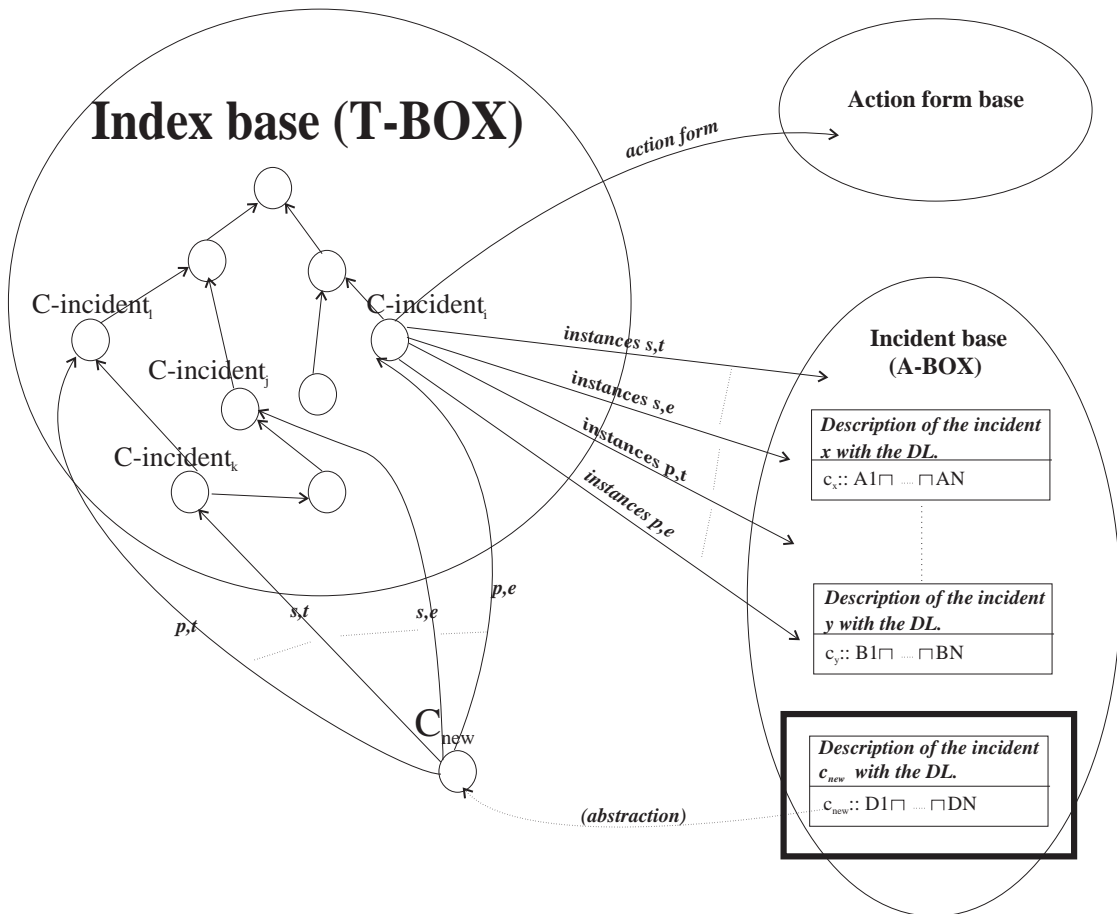 Index base (T-BOX)
Action form base
action form
C-incident_l
C-incident_i
C-incident_j
C-incident_k
instances s,t
instances s,e
instances p,t
instances p,e
Incident base
(A-BOX)
Description of the incident
x with the DL.
c_x:: A1⊓ ..... ⊓AN
Description of the incident
y with the DL.
c_y:: B1⊓ ..... ⊓BN
p,t
s,t
s,e
p,e
C_new
Description of the incident
c_new with the DL.
c_new:: D1⊓ ..... ⊓DN
(abstraction)